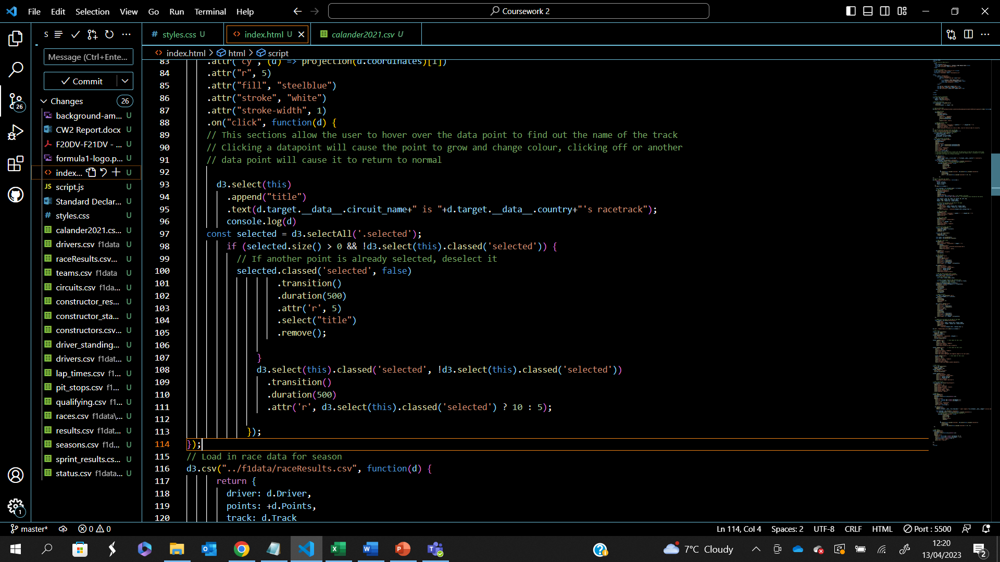 File Edit Selection View Go Run Terminal Help
Coursework 2
S
styles.css U
index.html U
calander2021.csv U
Message (Ctrl+Ente...
index.html > html > script
Commit
Changes 26
background-am... U
CW2 Report.docx U
F20DV-F21DV - ... U
formula1-logo.p... U
index... U
script.js U
Standard Declar... U
styles.css U
calander2021.cs... U
drivers.csv f1data U
raceResults.csv... U
teams.csv f1data U
circuits.csv f1da... U
constructor_res... U
constructor_sta... U
constructors.csv... U
driver_standing... U
drivers.csv f1dat... U
lap_times.csv f1... U
pit_stops.csv f1... U
qualifying.csv f1... U
races.csv f1data\... U
results.csv f1dat... U
seasons.csv f1d... U
sprint_results.cs... U
status.csv f1data... U
26
1
83 .attr("cy", (d) => projection(d.coordinates)[1])
84 .attr("r", 5)
85 .attr("fill", "steelblue")
86 .attr("stroke", "white")
87 .attr("stroke-width", 1)
88 .on("click", function(d) {
89 // This sections allow the user to hover over the data point to find out the name of the track
90 // Clicking a datapoint will cause the point to grow and change colour, clicking off or another
91 // data point will cause it to return to normal
92
93 d3.select(this)
94 .append("title")
95 .text(d.target.__data__.circuit_name+" is "+d.target.__data__.country+"'s racetrack");
96 console.log(d)
97 const selected = d3.selectAll('.selected');
98 if (selected.size() > 0 && !d3.select(this).classed('selected')) {
99 // If another point is already selected, deselect it
100 selected.classed('selected', false)
101 .transition()
102 .duration(500)
103 .attr('r', 5)
104 .select("title")
105 .remove();
106
107 }
108 d3.select(this).classed('selected', !d3.select(this).classed('selected'))
109 .transition()
110 .duration(500)
111 .attr('r', d3.select(this).classed('selected') ? 10 : 5);
112
113 });
114 });
115 // Load in race data for season
116 d3.csv("../f1data/raceResults.csv", function(d) {
117 return {
118 driver: d.Driver,
119 points: +d.Points,
120 track: d.Track
master* 0 0 Ln 114, Col 4 Spaces: 2 UTF-8 CRLF HTML Port : 5500
7°C Cloudy
12:20
13/04/2023
2